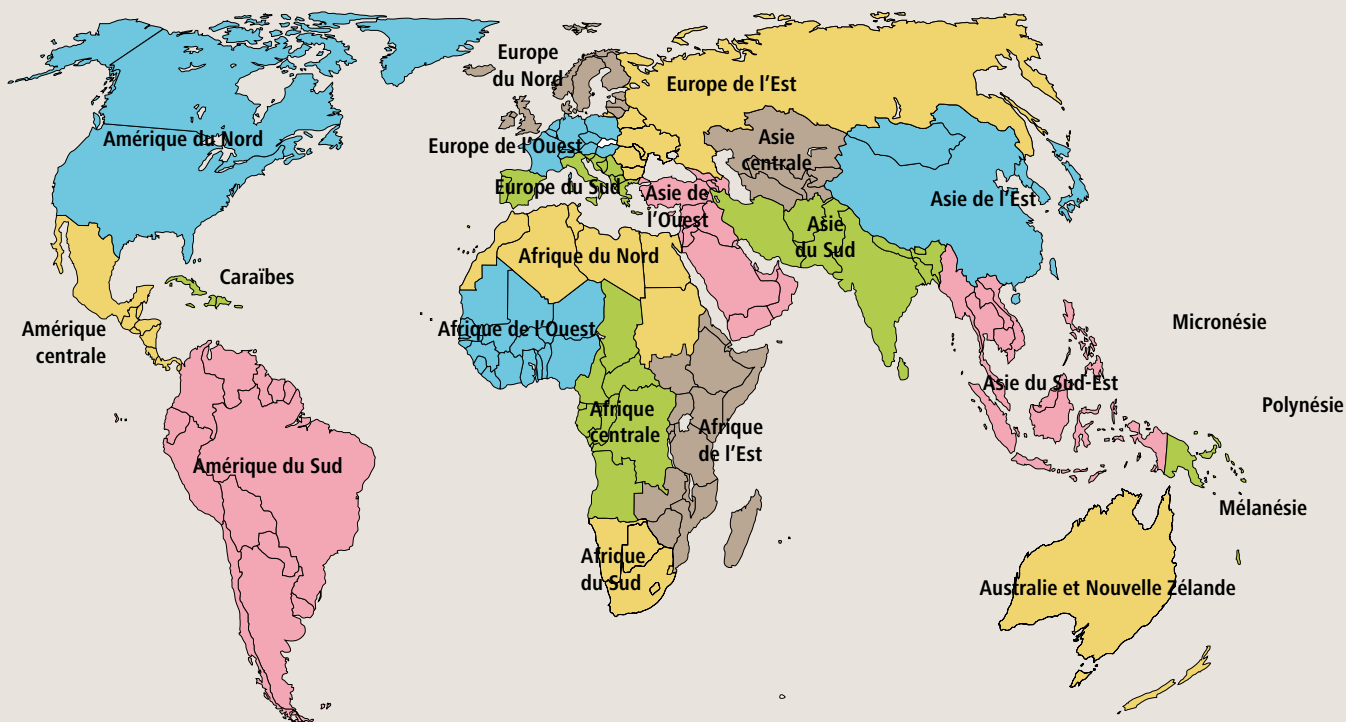 Europe
du Nord
Europe de l’Est
Amérique du Nord
Europe de l’Ouest
Asie
centrale
Europe du Sud
Asie de
l’Ouest
Asie de l’Est
Asie
du Sud
Afrique du Nord
Caraïbes
Amérique
centrale
Afrique de l’Ouest
Micronésie
Asie du Sud-Est
Polynésie
Afrique
centrale
Afrique
de l’Est
Amérique du Sud
Mélanésie
Afrique
du Sud
Australie et Nouvelle Zélande